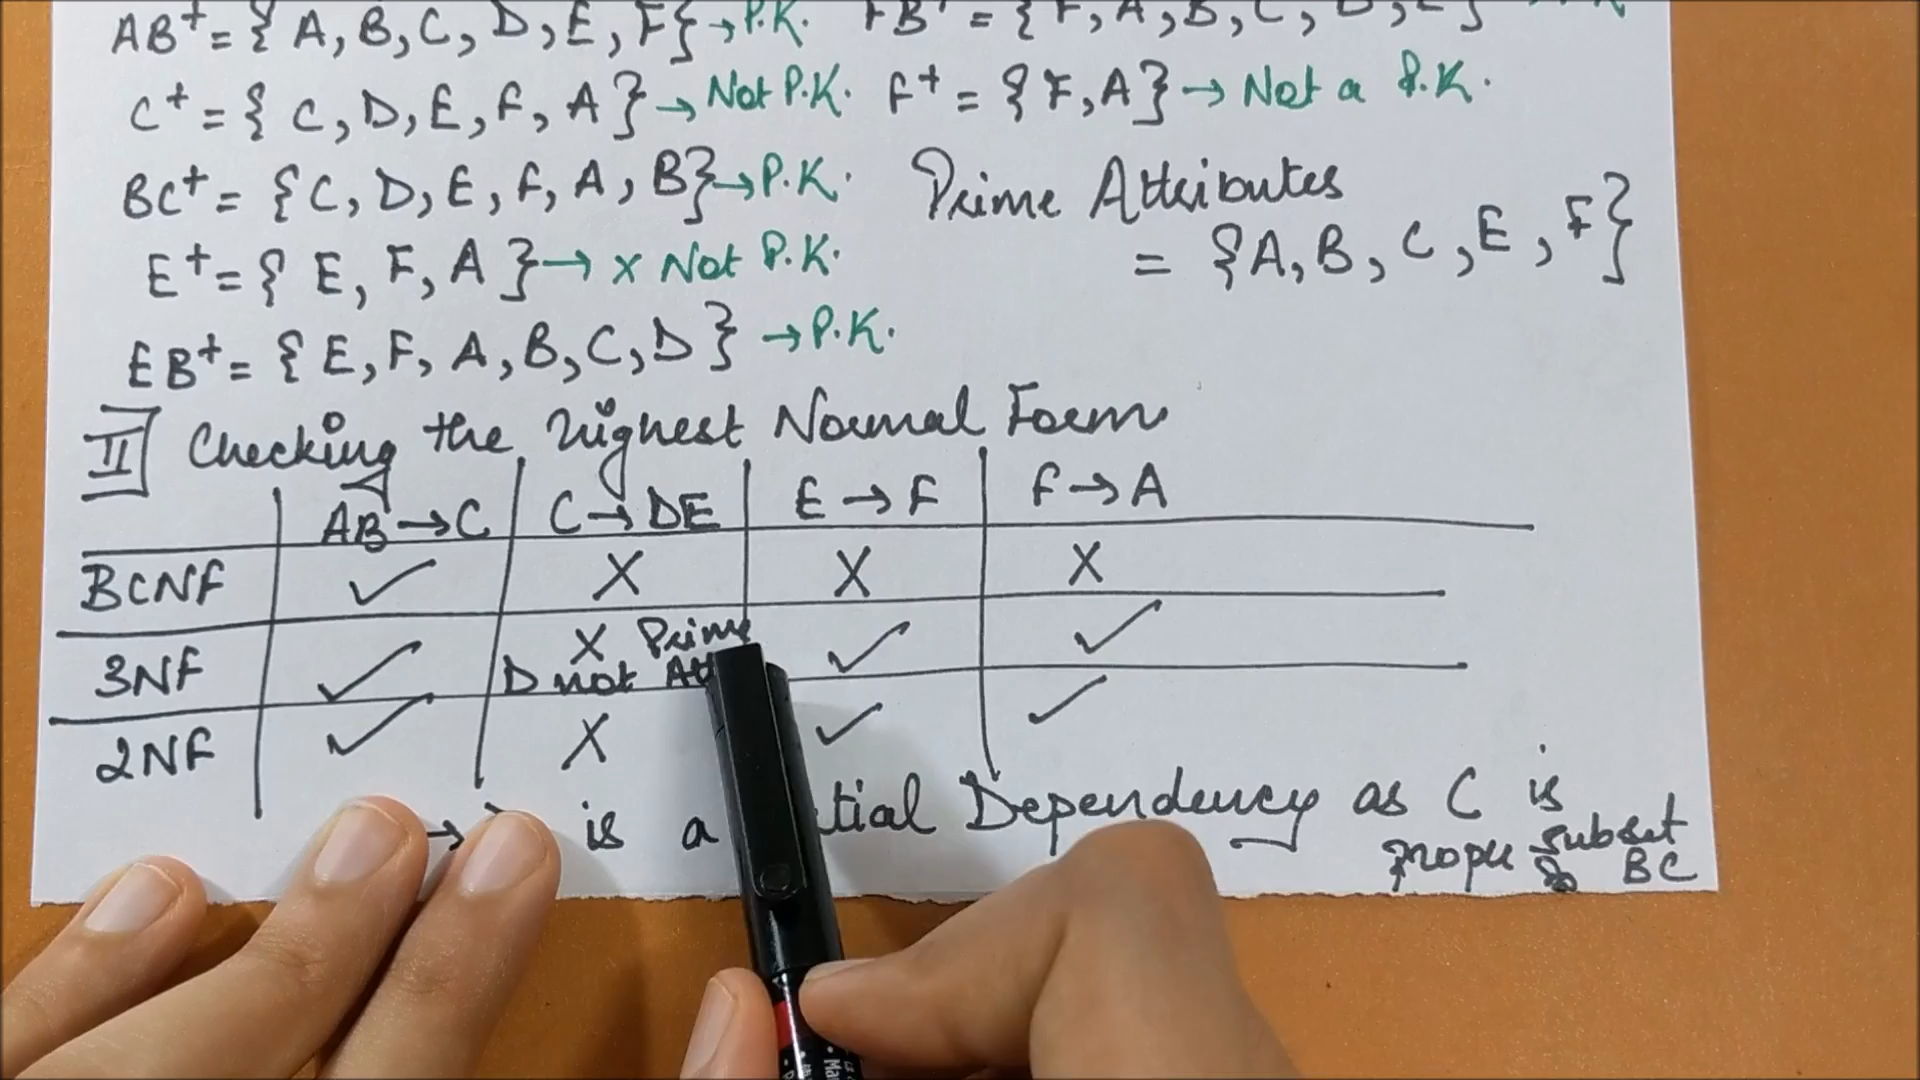 AB⁺ = { A, B, C, D, E, F} → P.K.
FB⁺ = { F, A, B, C, D, E }
C⁺ = { C, D, E, F, A } → Not P.K.
F⁺ = { F, A } → Not a P.K.
BC⁺ = { C, D, E, F, A, B} → P.K.
E⁺ = { E, F, A } → x Not P.K.
EB⁺ = { E, F, A, B, C, D } → P.K.
Prime Attributes
= {A, B, C, E, F}
II Checking the Highest Normal Form
AB → C C → DE E → F F → A
BCNF ✓ X X X
3NF ✓ X Prime ✓ ✓
D not
2NF ✓ X ✓ ✓
→ is a Dependency as C is
proper subset
BC